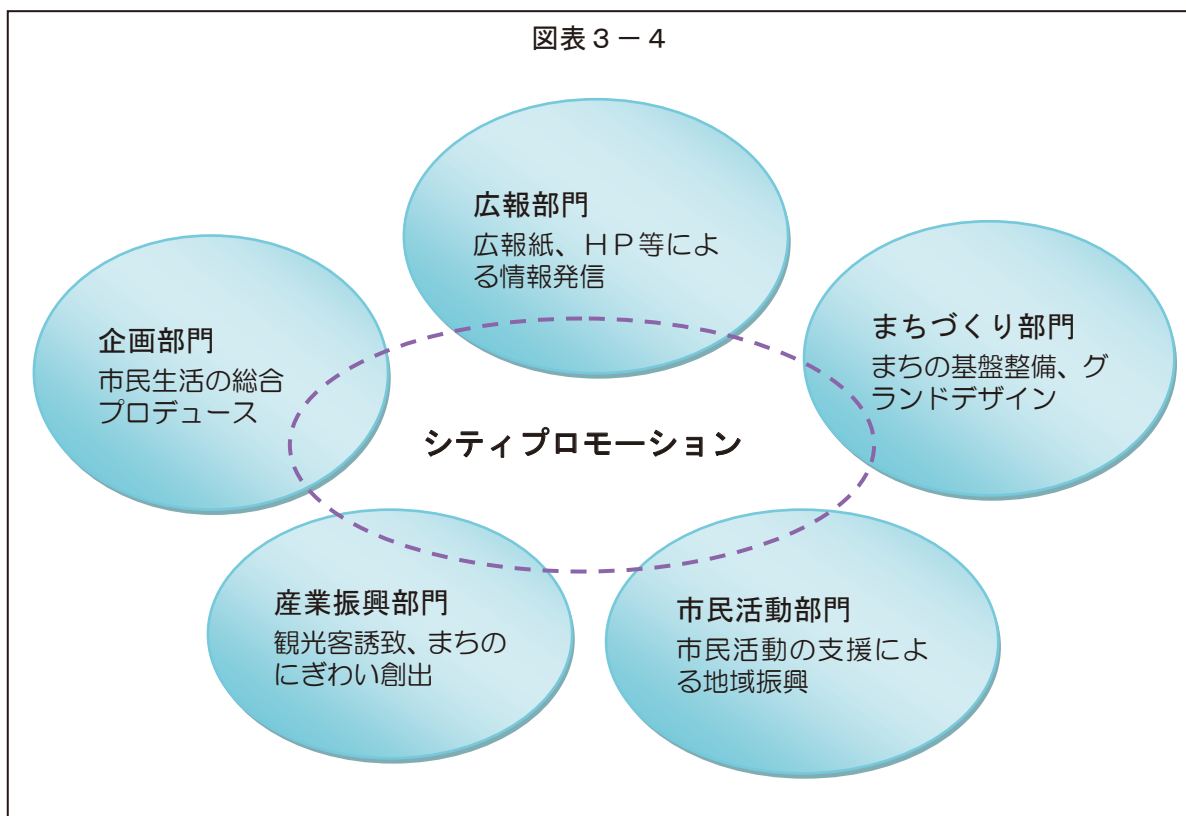 図表３－４
広報部門
広報紙、ＨＰ等によ
る情報発信
企画部門
市民生活の総合
プロデュース
まちづくり部門
まちの基盤整備、グ
ランドデザイン
シティプロモーション
産業振興部門
観光客誘致、まちの
にぎわい創出
市民活動部門
市民活動の支援によ
る地域振興